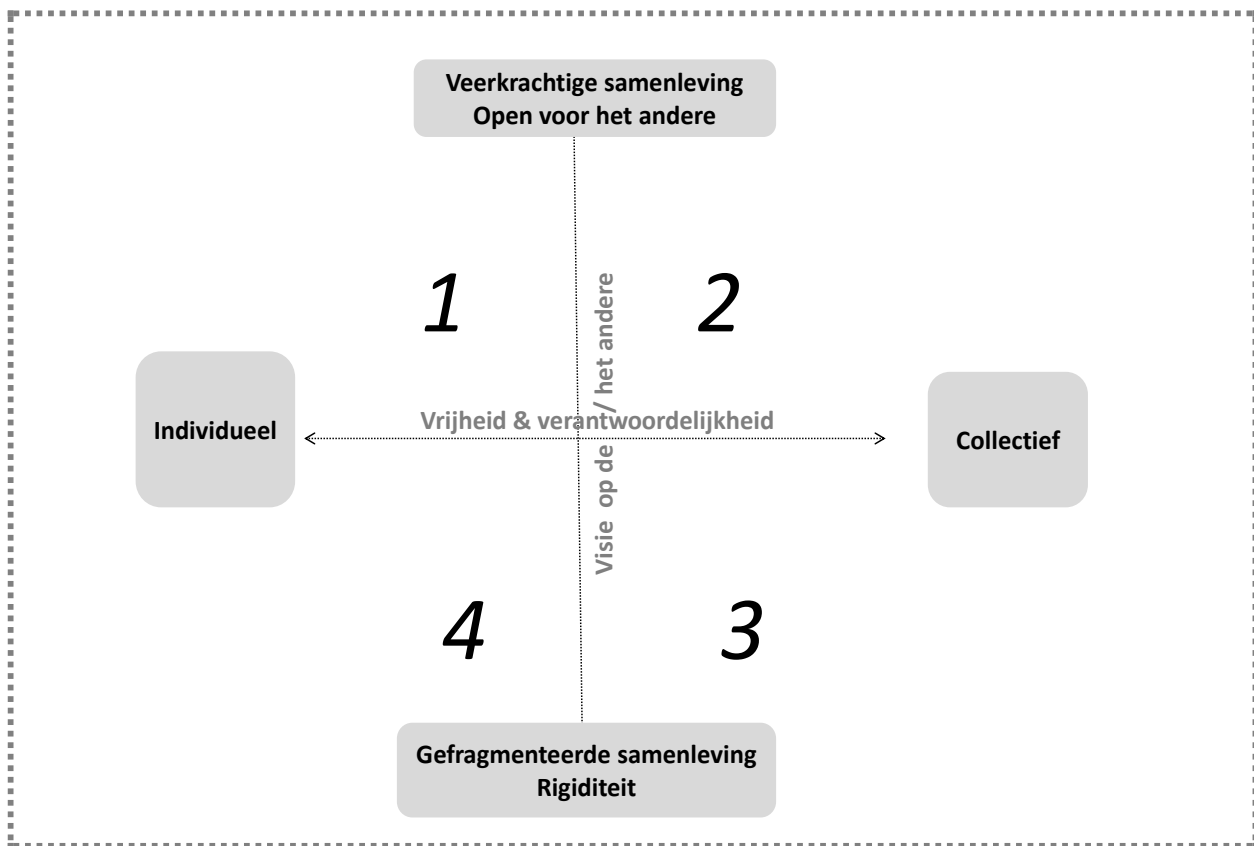 Veerkrachtige samenleving
Open voor het andere
1
2
Visie op de / het andere
Vrijheid & verantwoordelijkheid
Individueel
Collectief
4
3
Gefragmenteerde samenleving
Rigiditeit